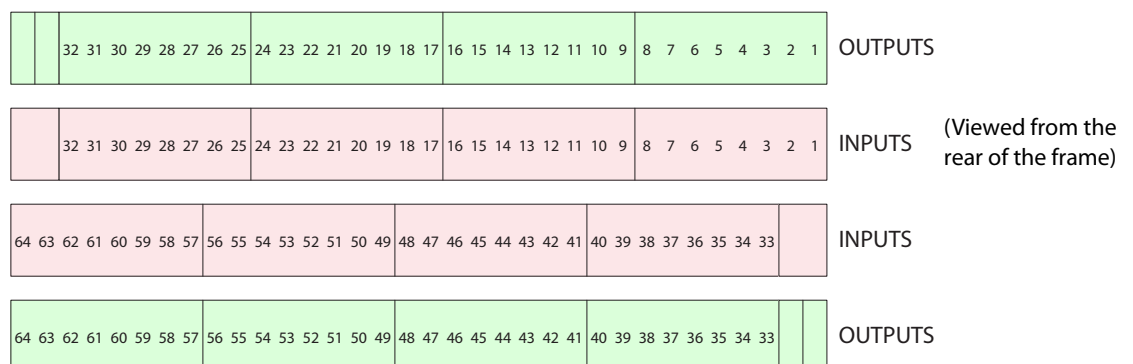 32 31 30 29 28 27 26 25 24 23 22 21 20 19 18 17 16 15 14 13 12 11 10 9 8 7 6 5 4 3 2 1 OUTPUTS
32 31 30 29 28 27 26 25 24 23 22 21 20 19 18 17 16 15 14 13 12 11 10 9 8 7 6 5 4 3 2 1 INPUTS
(Viewed from the
rear of the frame)
64 63 62 61 60 59 58 57 56 55 54 53 52 51 50 49 48 47 46 45 44 43 42 41 40 39 38 37 36 35 34 33 INPUTS
64 63 62 61 60 59 58 57 56 55 54 53 52 51 50 49 48 47 46 45 44 43 42 41 40 39 38 37 36 35 34 33 OUTPUTS